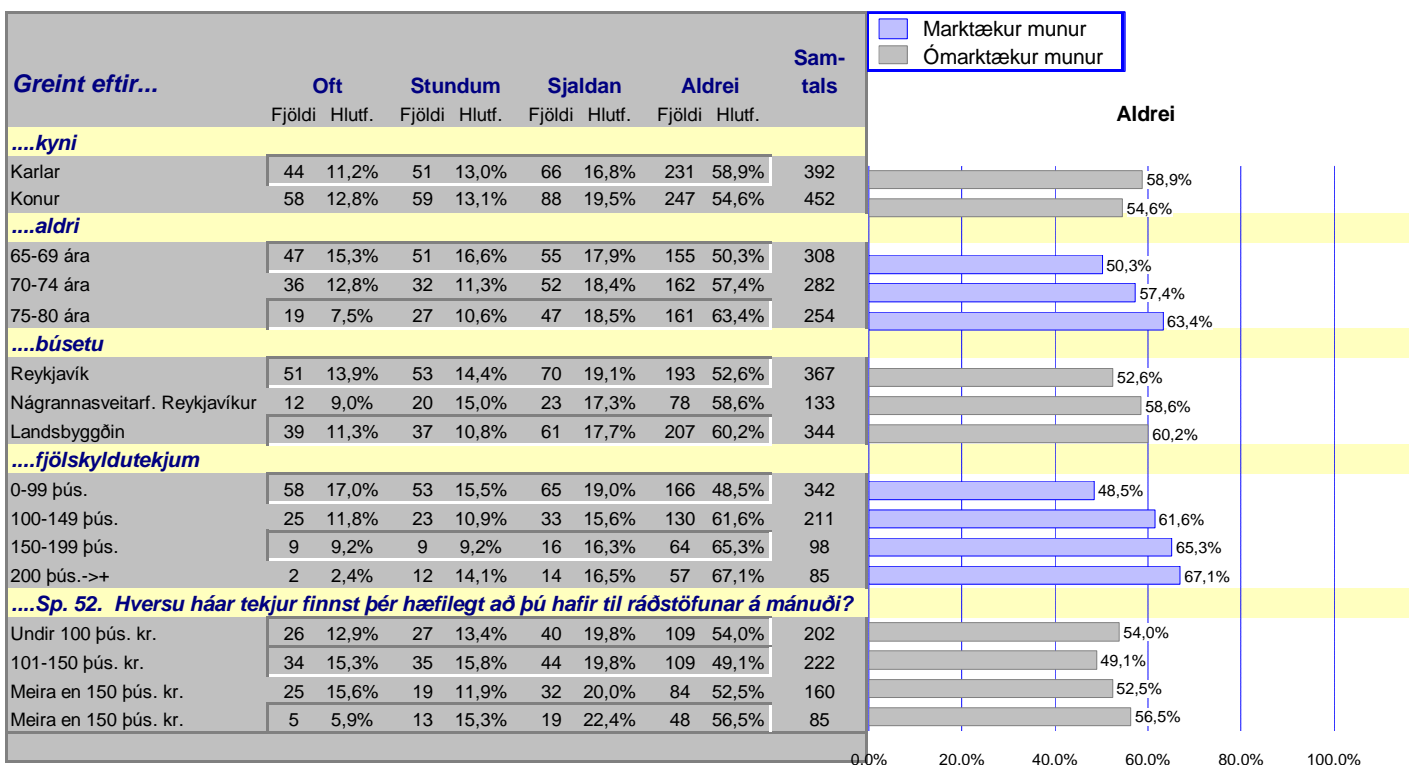 Marktækur munur
Ómarktækur munur
Greint eftir... Oft Stundum Sjaldan Aldrei Sam-tals
Fjöldi Hlutf. Fjöldi Hlutf. Fjöldi Hlutf. Fjöldi Hlutf.
Aldrei
....kyni
Karlar 44 11,2% 51 13,0% 66 16,8% 231 58,9% 392 58,9%
Konur 58 12,8% 59 13,1% 88 19,5% 247 54,6% 452 54,6%
....aldri
65-69 ára 47 15,3% 51 16,6% 55 17,9% 155 50,3% 308 50,3%
70-74 ára 36 12,8% 32 11,3% 52 18,4% 162 57,4% 282 57,4%
75-80 ára 19 7,5% 27 10,6% 47 18,5% 161 63,4% 254 63,4%
....búsetu
Reykjavík 51 13,9% 53 14,4% 70 19,1% 193 52,6% 367 52,6%
Nágrannasveitarf. Reykjavíkur 12 9,0% 20 15,0% 23 17,3% 78 58,6% 133 58,6%
Landsbyggðin 39 11,3% 37 10,8% 61 17,7% 207 60,2% 344 60,2%
....fjölskyldutekjum
0-99 þús. 58 17,0% 53 15,5% 65 19,0% 166 48,5% 342 48,5%
100-149 þús. 25 11,8% 23 10,9% 33 15,6% 130 61,6% 211 61,6%
150-199 þús. 9 9,2% 9 9,2% 16 16,3% 64 65,3% 98 65,3%
200 þús.->+ 2 2,4% 12 14,1% 14 16,5% 57 67,1% 85 67,1%
....Sp. 52. Hversu háar tekjur finnst þér hæfilegt að þú hafir til ráðstöfunar á mánuði?
Undir 100 þús. kr. 26 12,9% 27 13,4% 40 19,8% 109 54,0% 202 54,0%
101-150 þús. kr. 34 15,3% 35 15,8% 44 19,8% 109 49,1% 222 49,1%
Meira en 150 þús. kr. 25 15,6% 19 11,9% 32 20,0% 84 52,5% 160 52,5%
Meira en 150 þús. kr. 5 5,9% 13 15,3% 19 22,4% 48 56,5% 85 56,5%
0,0% 20,0% 40,0% 60,0% 80,0% 100,0%